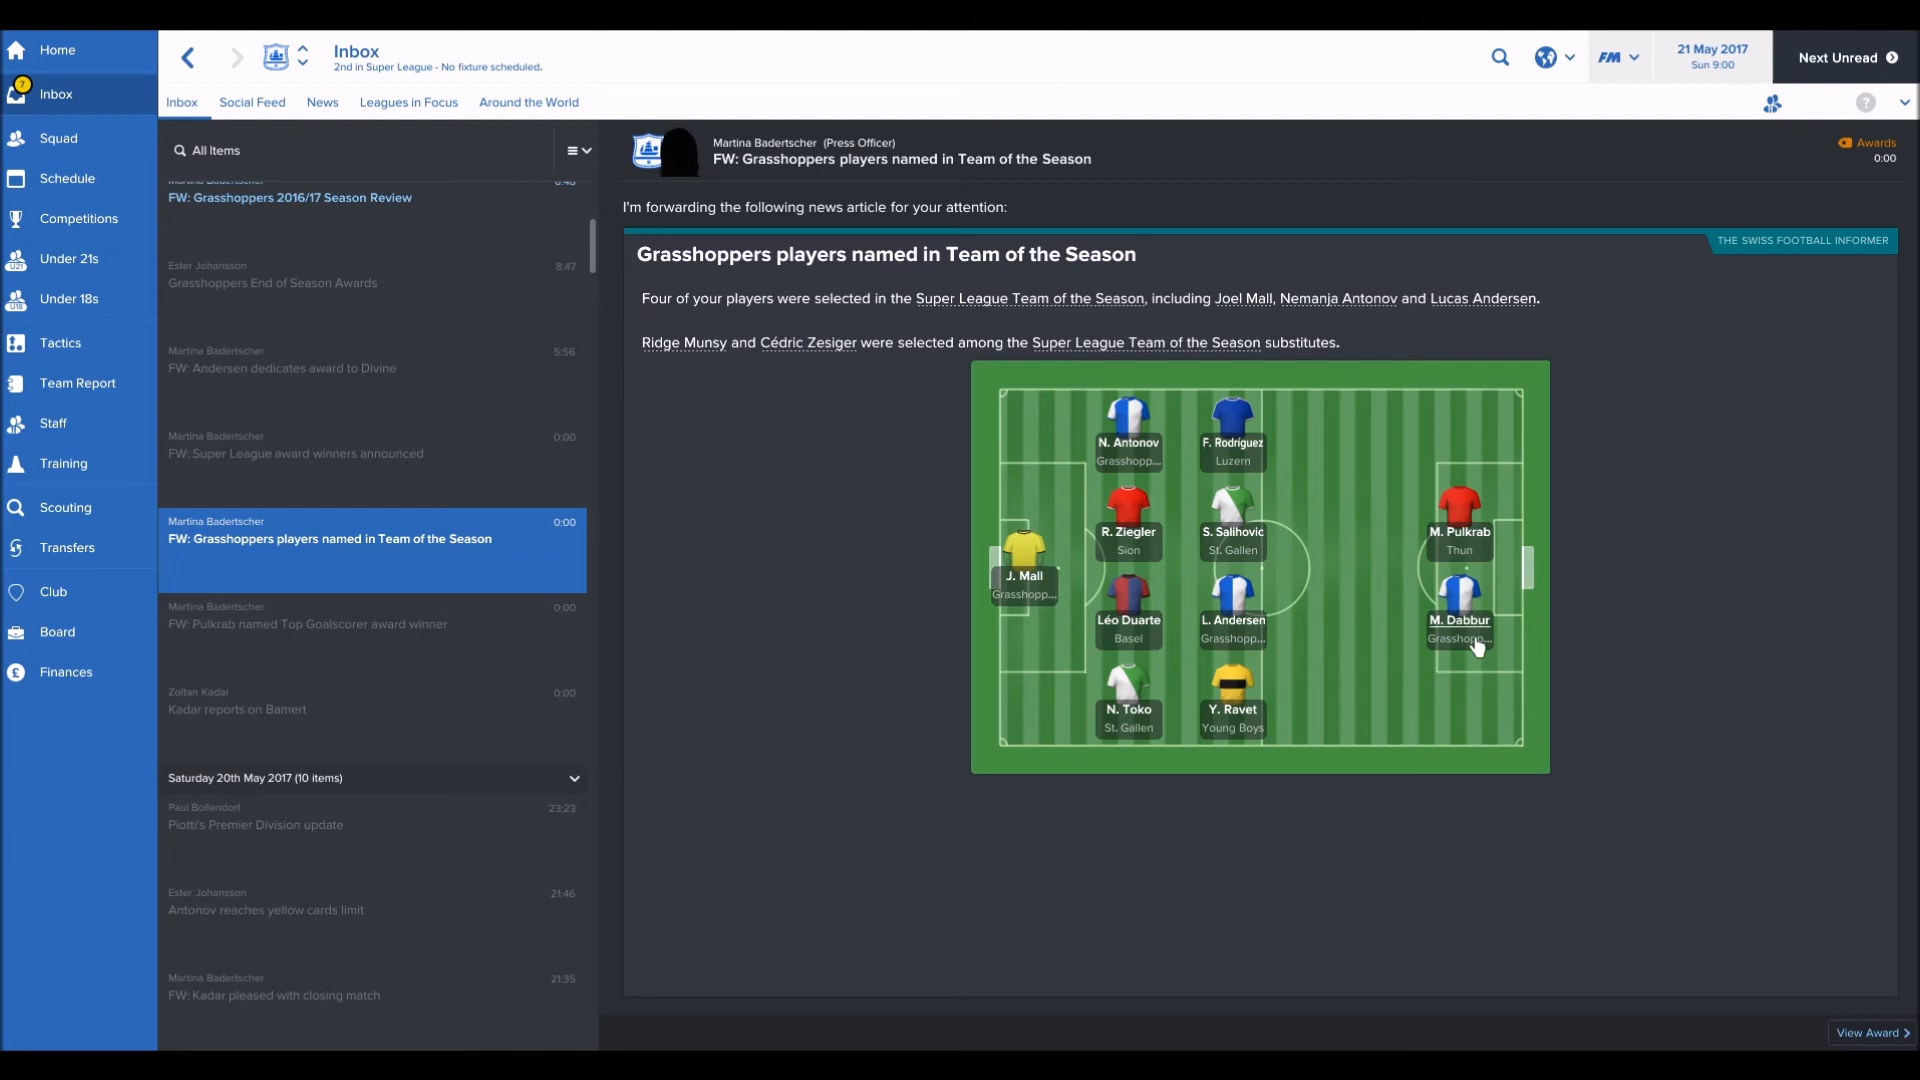 Home
7
Inbox
Squad
Schedule
Competitions
U21
Under 21s
U18
Under 18s
Tactics
Team Report
Staff
Training
Scouting
Transfers
Club
Board
£
Finances
Inbox
2nd in Super League - No fixture scheduled.
FM
21 May 2017
Sun 9:00
Next Unread
Inbox
Social Feed
News
Leagues in Focus
Around the World
?
All Items
Martina Badertscher
8:48
FW: Grasshoppers 2016/17 Season Review
Ester Johansson
8:47
Grasshoppers End of Season Awards
Martina Badertscher
5:56
FW: Andersen dedicates award to Divine
Martina Badertscher
0:00
FW: Super League award winners announced
Martina Badertscher
0:00
FW: Grasshoppers players named in Team of the Season
Martina Badertscher
0:00
FW: Pulkrab named Top Goalscorer award winner
Zoltan Kadar
0:00
Kadar reports on Bamert
Saturday 20th May 2017 (10 items)
Paul Bollendorf
23:23
Piotti's Premier Division update
Ester Johansson
21:46
Antonov reaches yellow cards limit
Martina Badertscher
21:35
FW: Kadar pleased with closing match
Martina Badertscher (Press Officer)
FW: Grasshoppers players named in Team of the Season
Awards
0:00
I'm forwarding the following news article for your attention:
THE SWISS FOOTBALL INFORMER
Grasshoppers players named in Team of the Season
Four of your players were selected in the Super League Team of the Season, including Joel Mall, Nemanja Antonov and Lucas Andersen.
Ridge Munsy and Cédric Zesiger were selected among the Super League Team of the Season substitutes.
N. Antonov
Grasshopp...
F. Rodríguez
Luzern
R. Ziegler
Sion
S. Salihovic
St. Gallen
M. Pulkrab
Thun
J. Mall
Grasshopp...
Léo Duarte
Basel
L. Andersen
Grasshopp...
M. Dabbur
Grasshopp...
N. Toko
St. Gallen
Y. Ravet
Young Boys
View Award